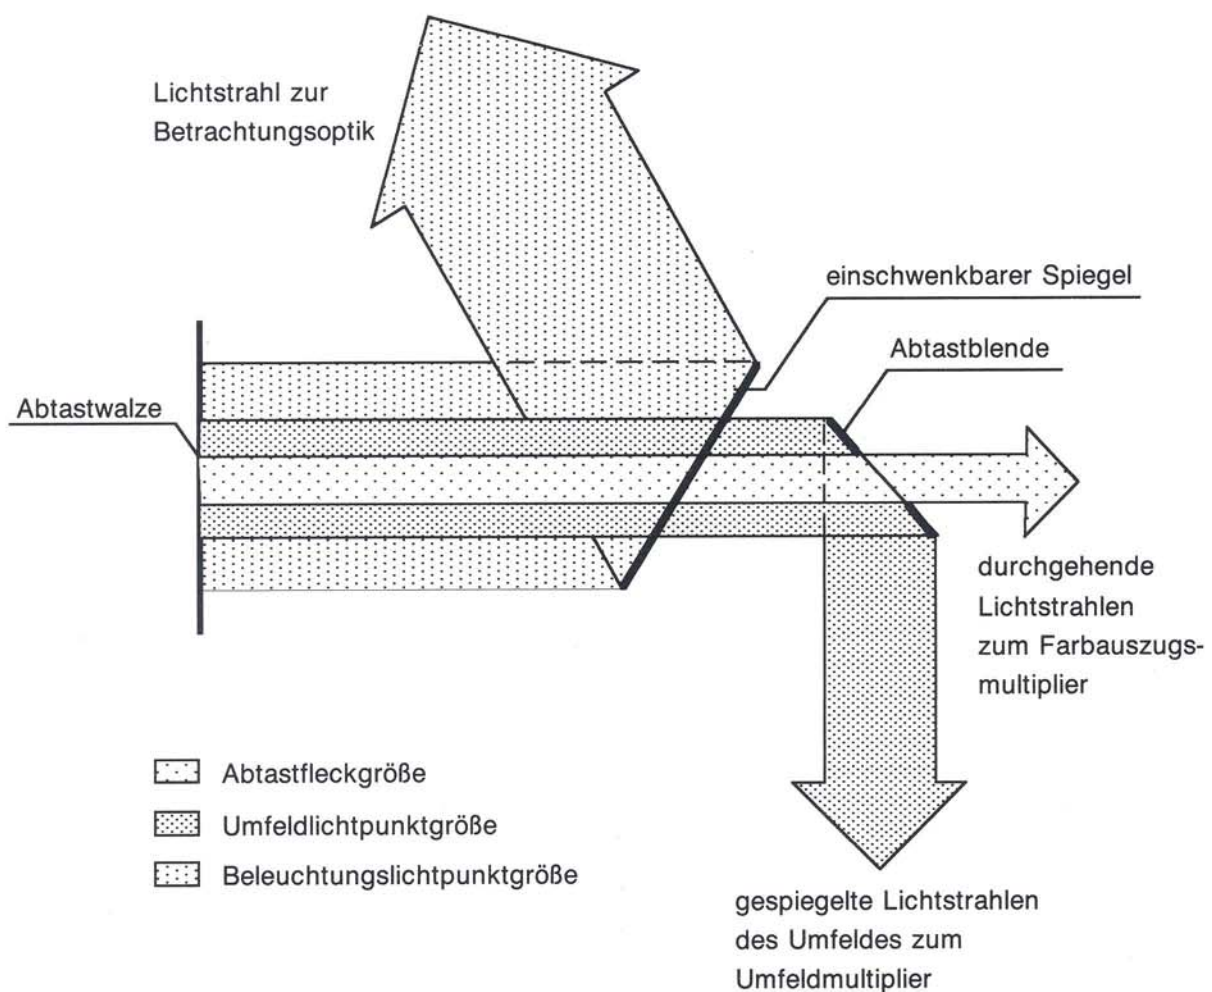 Lichtstrahl zur
Betrachtungsoptik
einschwenkbarer Spiegel
Abtastblende
Abtastwalze
durchgehende
Lichtstrahlen
zum Farbauszugs-
multiplier
Abtastfleckgröße
Umfeldlichtpunktgröße
Beleuchtungslichtpunktgröße
gespiegelte Lichtstrahlen
des Umfeldes zum
Umfeldmultiplier